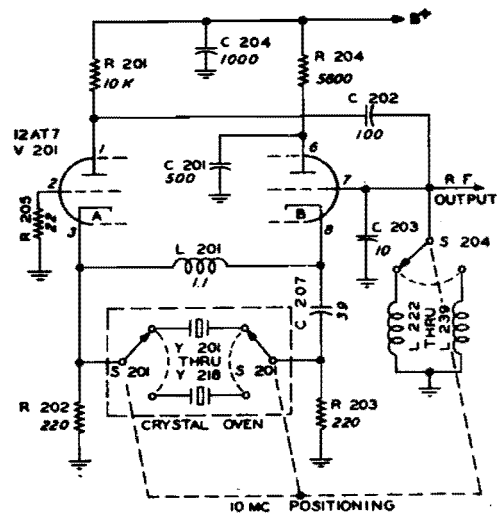 B+
C 204
1000
R 201
10 K
R 204
5800
C 202
100
12AT7
V 201
1
6
C 201
500
2
7
R F
OUTPUT
R 205
22
A
B
3
8
C 203
10
S 204
L 201
1.1
C 207
39
L 222
THRU
L 239
Y 201
THRU
Y 218
S 201
S 201
R 202
220
R 203
220
CRYSTAL OVEN
10 MC POSITIONING